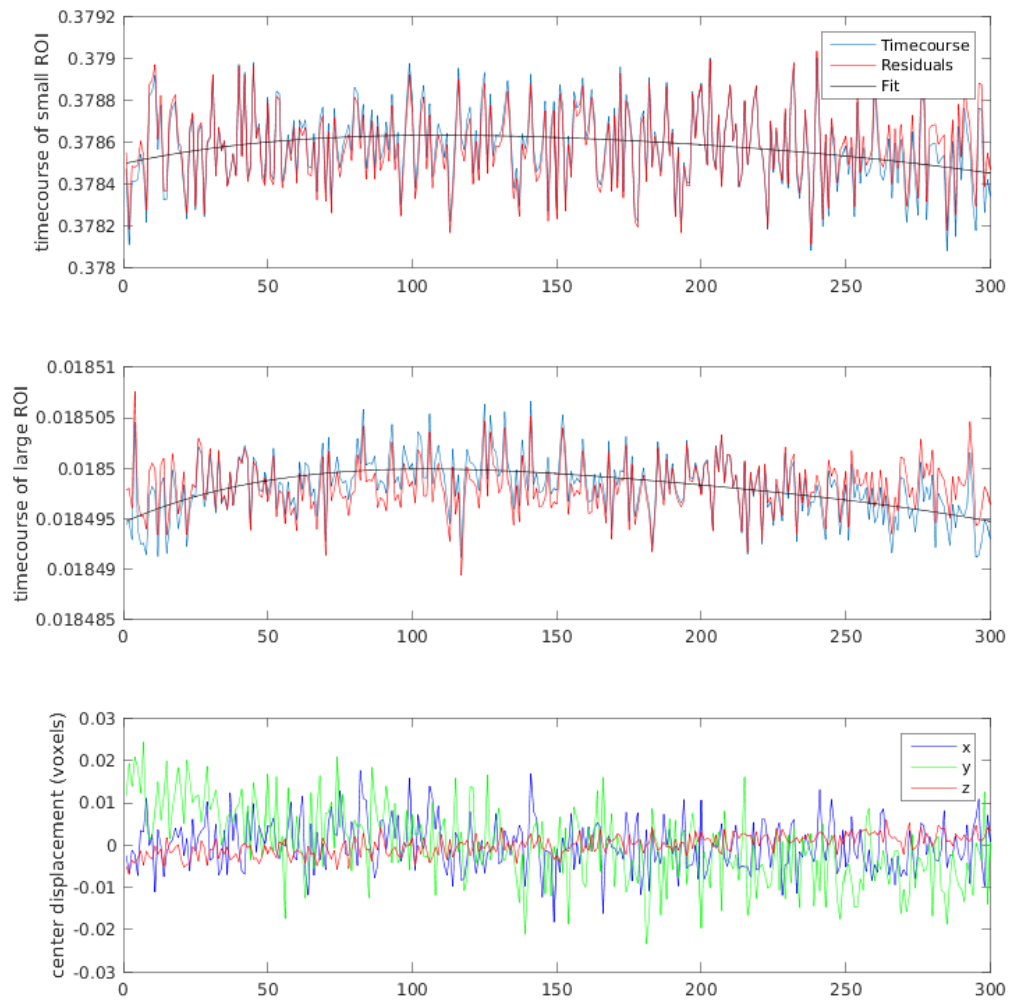 0.3792
0.379
0.3788
0.3786
0.3784
0.3782
0.378
timecourse of small ROI
Timecourse
Residuals
Fit
0 50 100 150 200 250 300
0.01851
0.018505
0.0185
0.018495
0.01849
0.018485
timecourse of large ROI
0 50 100 150 200 250 300
0.03
0.02
0.01
0
-0.01
-0.02
-0.03
center displacement (voxels)
x
y
z
0 50 100 150 200 250 300